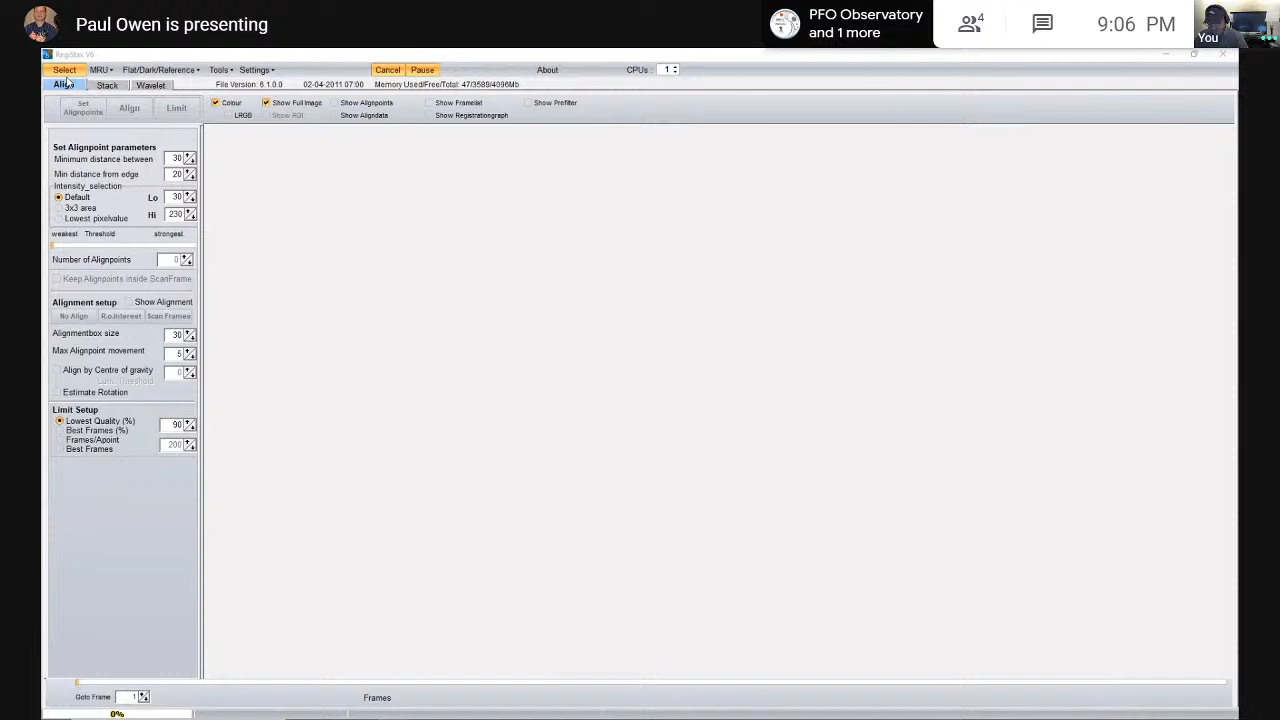 Paul Owen is presenting
PFO Observatory
and 1 more
4
9:06 PM
You
RegiStax V6
Select MRU Flat/Dark/Reference Tools Settings Cancel Pause About CPUs : 1
Align Stack Wavelet File Version: 6.1.0.0 02-04-2011 07:00 Memory Used/Free/Total: 47/3589/4096Mb
Set Alignpoints Align Limit
Colour Show Full Image Show Alignpoints Show Framelist Show Prefilter
LRGB Show ROI Show Aligndata Show Registrationgraph
Set Alignpoint parameters
Minimum distance between 30
Min distance from edge 20
Intensity_selection
Default Lo 30
3x3 area
Lowest pixelvalue Hi 230
weakest Threshold strongest
Number of Alignpoints 0
Keep Alignpoints inside ScanFrame
Alignment setup Show Alignment
No Align R.o.Interest Scan Frames
Alignmentbox size 30
Max Alignpoint movement 5
Align by Centre of gravity 0
Lumi Threshold
Estimate Rotation
Limit Setup
Lowest Quality (%) 90
Best Frames (%)
Frames/Apoint 200
Best Frames
Goto Frame 1 Frames
0%